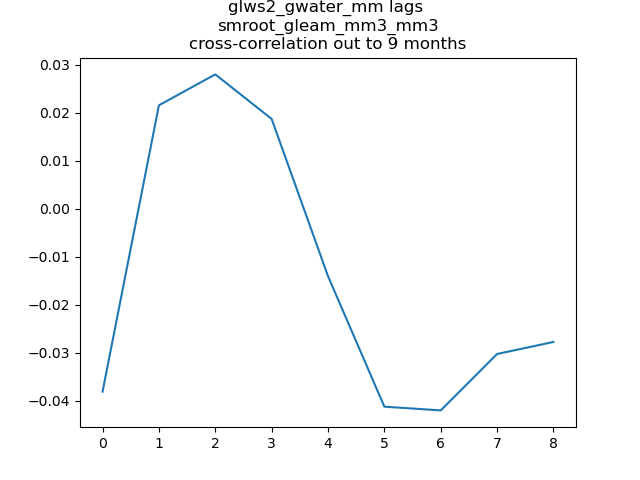 glws2_gwater_mm lags
smroot_gleam_mm3_mm3
cross-correlation out to 9 months
0.03
0.02
0.01
0.00
−0.01
−0.02
−0.03
−0.04
0 1 2 3 4 5 6 7 8